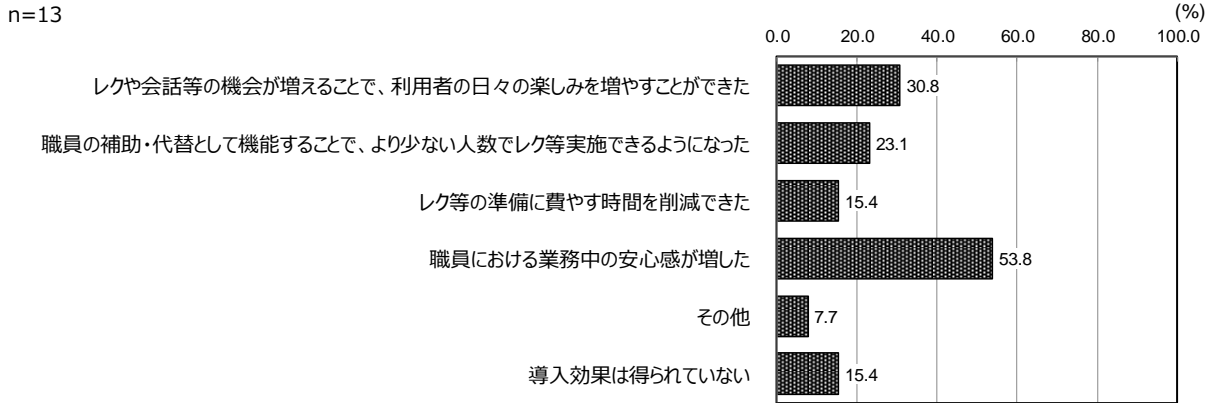 n=13
(%)
0.0 20.0 40.0 60.0 80.0 100.0
レクや会話等の機会が増えることで、利用者の日々の楽しみを増やすことができた 30.8
職員の補助・代替として機能することで、より少ない人数でレク等実施できるようになった 23.1
レク等の準備に費やす時間を削減できた 15.4
職員における業務中の安心感が増した 53.8
その他 7.7
導入効果は得られていない 15.4